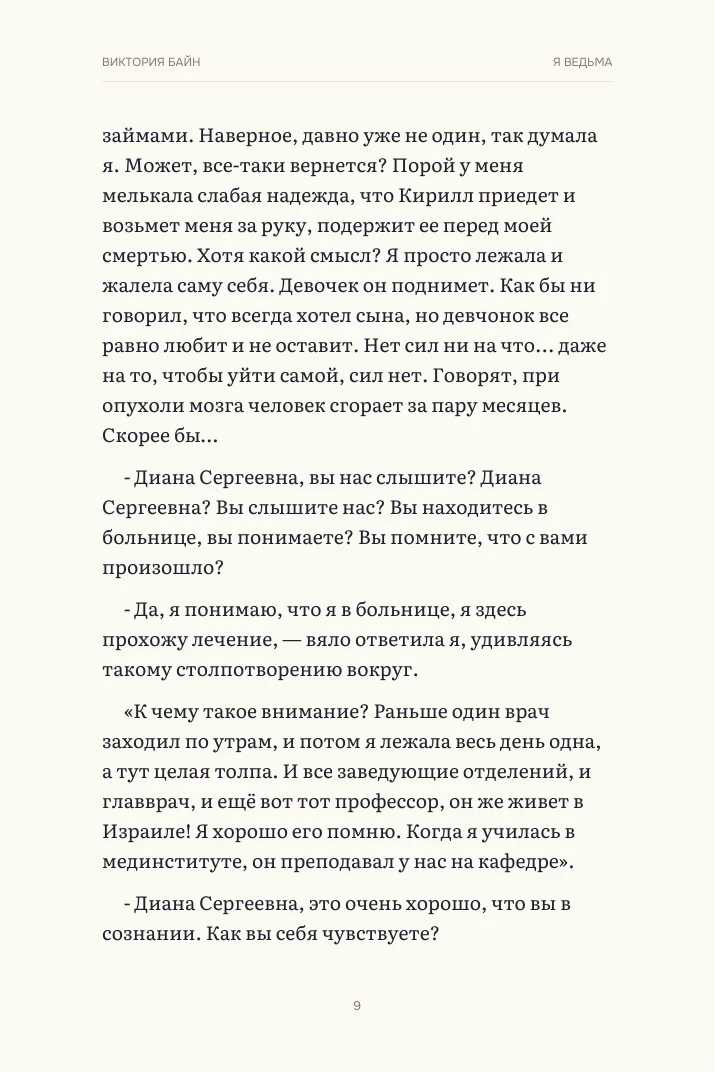 ВИКТОРИЯ БАЙН
Я ВЕДЬМА
займами. Наверное, давно уже не один, так думала
я. Может, все-таки вернется? Порой у меня
мелькала слабая надежда, что Кирилл приедет и
возьмет меня за руку, подержит ее перед моей
смертью. Хотя какой смысл? Я просто лежала и
жалела саму себя. Девочек он поднимет. Как бы ни
говорил, что всегда хотел сына, но девчонок все
равно любит и не оставит. Нет сил ни на что… даже
на то, чтобы уйти самой, сил нет. Говорят, при
опухоли мозга человек сгорает за пару месяцев.
Скорее бы…
- Диана Сергеевна, вы нас слышите? Диана
Сергеевна? Вы слышите нас? Вы находитесь в
больнице, вы понимаете? Вы помните, что с вами
произошло?
- Да, я понимаю, что я в больнице, я здесь
прохожу лечение, — вяло ответила я, удивляясь
такому столпотворению вокруг.
«К чему такое внимание? Раньше один врач
заходил по утрам, и потом я лежала весь день одна,
а тут целая толпа. И все заведующие отделений, и
главврач, и ещё вот тот профессор, он же живет в
Израиле! Я хорошо его помню. Когда я училась в
мединституте, он преподавал у нас на кафедре».
- Диана Сергеевна, это очень хорошо, что вы в
сознании. Как вы себя чувствуете?
9